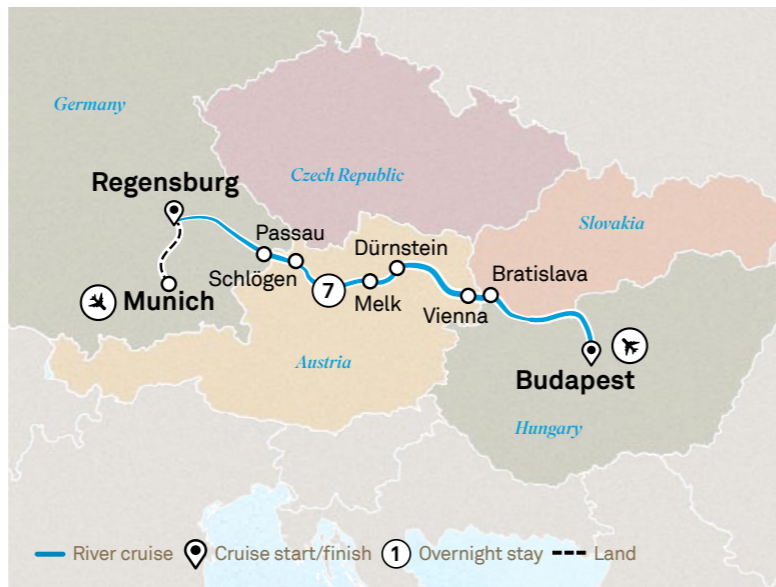 Germany
Czech Republic
Regensburg
Slovakia
Passau
Dürnstein
Schlögen
Bratislava
7
Melk
Munich
Vienna
Austria
Budapest
Hungary
River cruise
Cruise start/finish
1 Overnight stay
Land